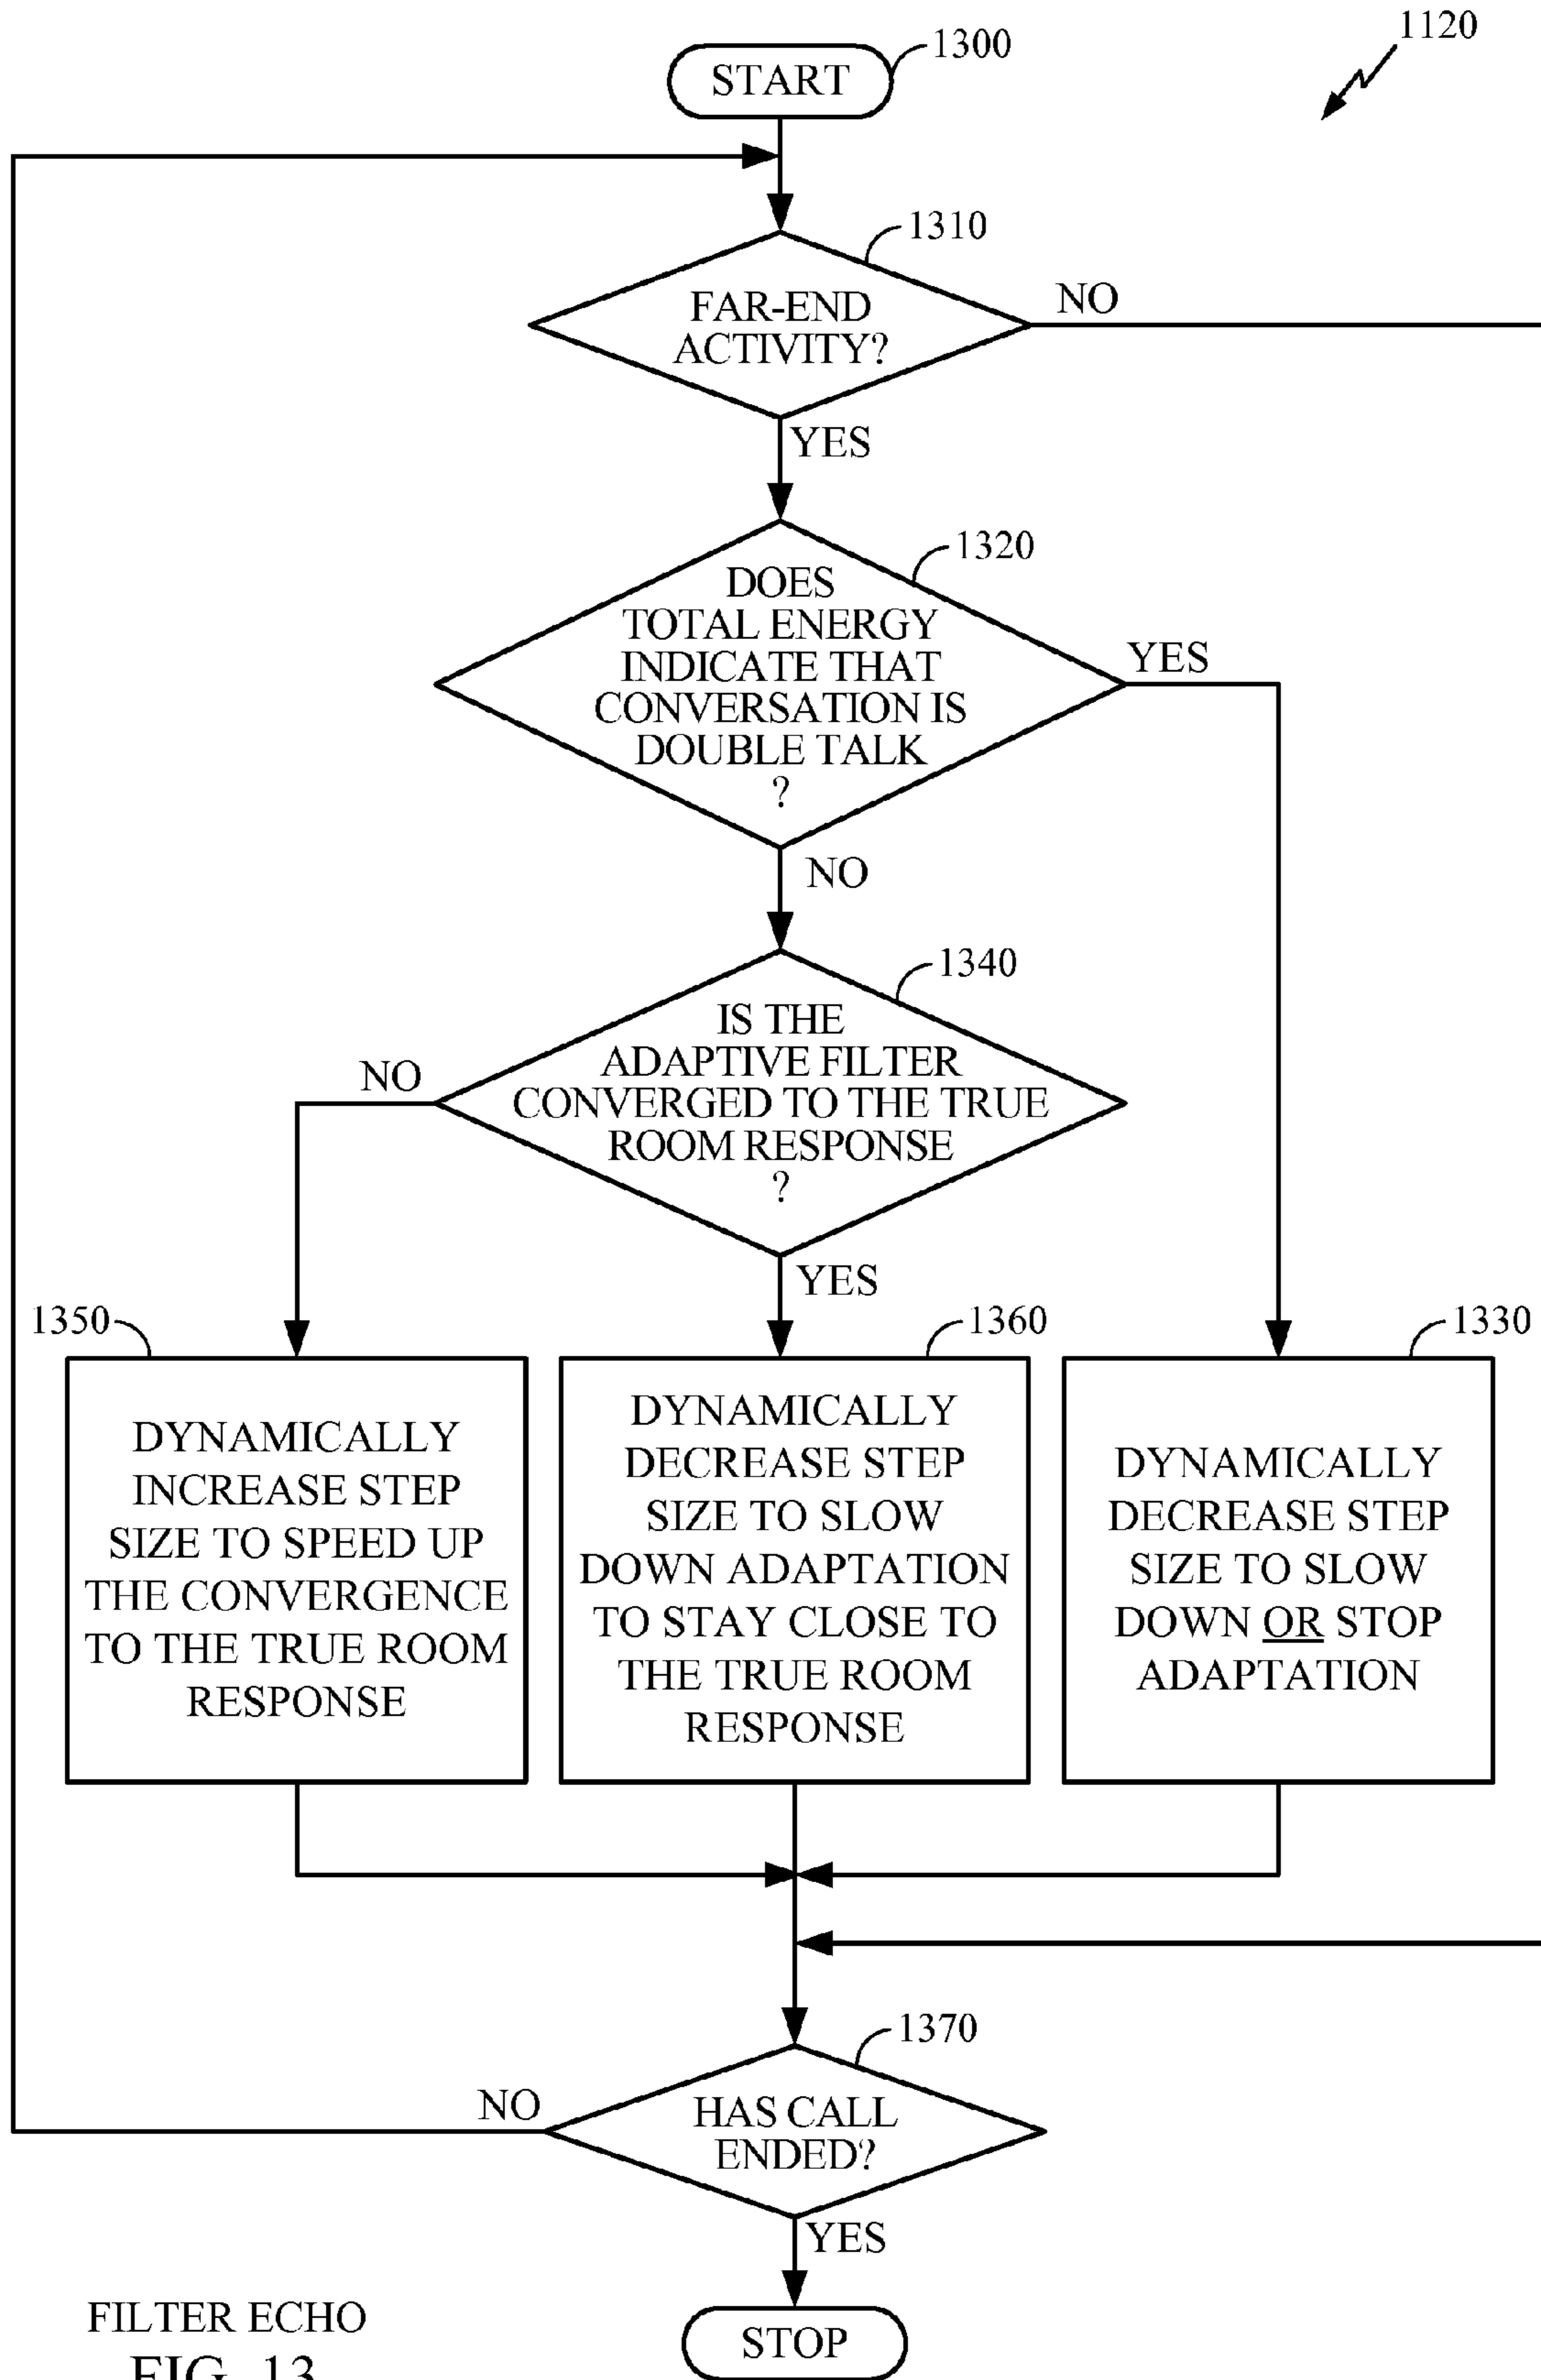 1120
START
1300
1310
FAR-END
ACTIVITY?
NO
YES
1320
DOES
TOTAL ENERGY
INDICATE THAT
CONVERSATION IS
DOUBLE TALK
?
YES
NO
1340
IS THE
ADAPTIVE FILTER
CONVERGED TO THE TRUE
ROOM RESPONSE
?
NO
YES
1350
DYNAMICALLY
INCREASE STEP
SIZE TO SPEED UP
THE CONVERGENCE
TO THE TRUE ROOM
RESPONSE
1360
DYNAMICALLY
DECREASE STEP
SIZE TO SLOW
DOWN ADAPTATION
TO STAY CLOSE TO
THE TRUE ROOM
RESPONSE
1330
DYNAMICALLY
DECREASE STEP
SIZE TO SLOW
DOWN OR STOP
ADAPTATION
1370
HAS CALL
ENDED?
NO
YES
STOP
FILTER ECHO
FIG. 13